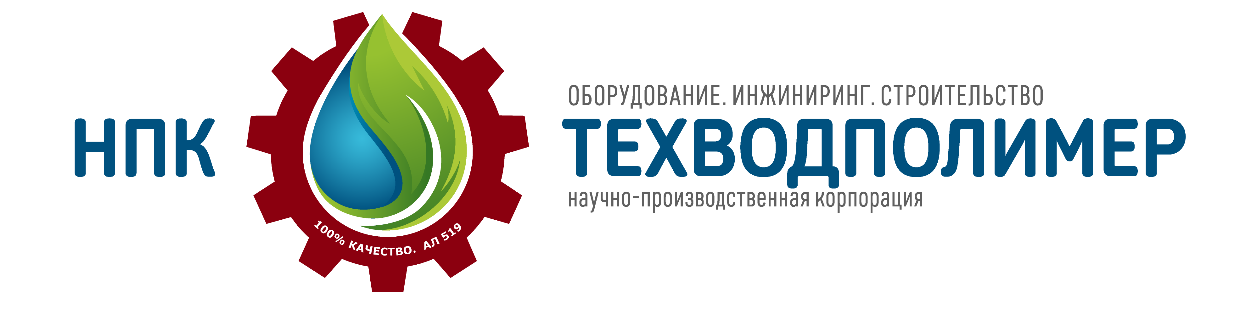 НПК
100% КАЧЕСТВО. АЛ 519
ОБОРУДОВАНИЕ. ИНЖИНИРИНГ. СТРОИТЕЛЬСТВО
ТЕХВОДПОЛИМЕР
научно-производственная корпорация